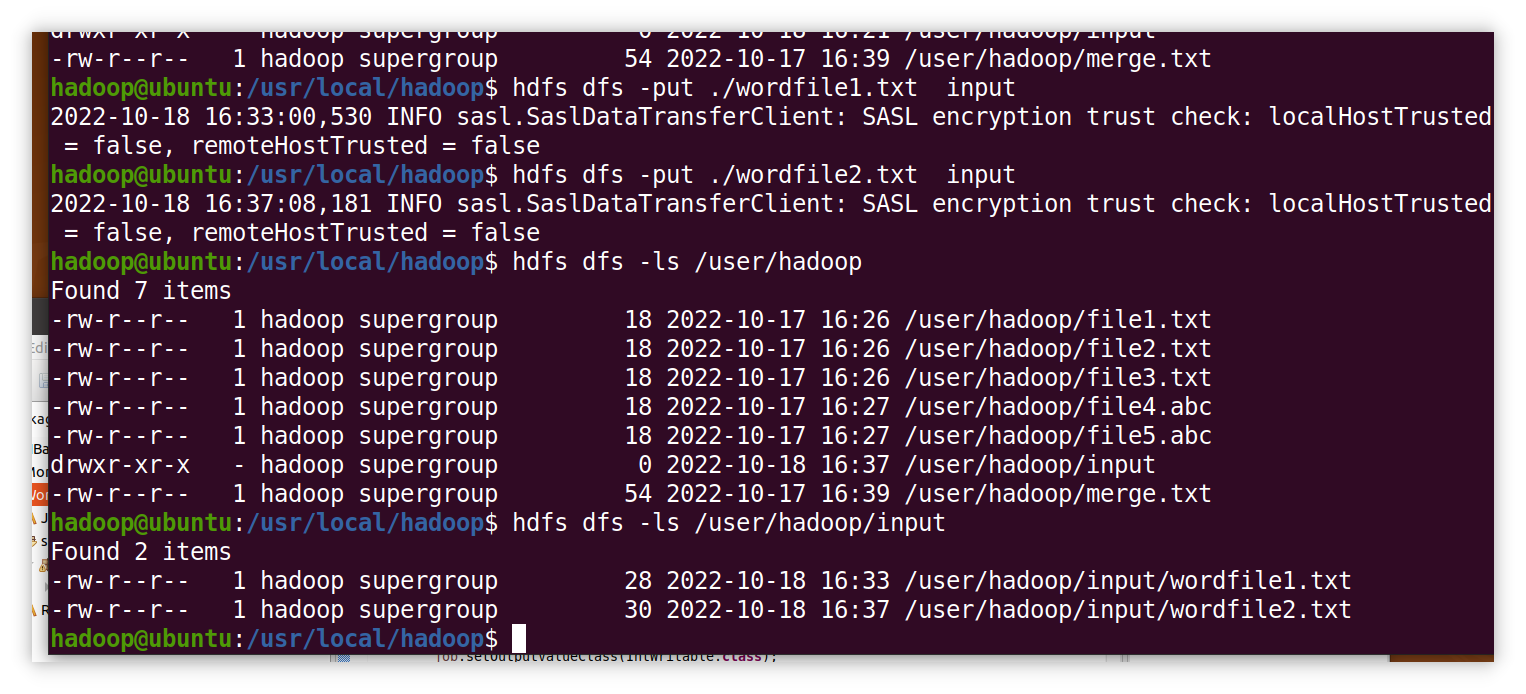 drwxr-xr-x   - hadoop supergroup          0 2022-10-18 16:21 /user/hadoop/input
-rw-r--r--   1 hadoop supergroup         54 2022-10-17 16:39 /user/hadoop/merge.txt
hadoop@ubuntu:/usr/local/hadoop$ hdfs dfs -put ./wordfile1.txt  input
2022-10-18 16:33:00,530 INFO sasl.SaslDataTransferClient: SASL encryption trust check: localHostTrusted
 = false, remoteHostTrusted = false
hadoop@ubuntu:/usr/local/hadoop$ hdfs dfs -put ./wordfile2.txt  input
2022-10-18 16:37:08,181 INFO sasl.SaslDataTransferClient: SASL encryption trust check: localHostTrusted
 = false, remoteHostTrusted = false
hadoop@ubuntu:/usr/local/hadoop$ hdfs dfs -ls /user/hadoop
Found 7 items
-rw-r--r--   1 hadoop supergroup         18 2022-10-17 16:26 /user/hadoop/file1.txt
-rw-r--r--   1 hadoop supergroup         18 2022-10-17 16:26 /user/hadoop/file2.txt
-rw-r--r--   1 hadoop supergroup         18 2022-10-17 16:26 /user/hadoop/file3.txt
-rw-r--r--   1 hadoop supergroup         18 2022-10-17 16:27 /user/hadoop/file4.abc
-rw-r--r--   1 hadoop supergroup         18 2022-10-17 16:27 /user/hadoop/file5.abc
drwxr-xr-x   - hadoop supergroup          0 2022-10-18 16:37 /user/hadoop/input
-rw-r--r--   1 hadoop supergroup         54 2022-10-17 16:39 /user/hadoop/merge.txt
hadoop@ubuntu:/usr/local/hadoop$ hdfs dfs -ls /user/hadoop/input
Found 2 items
-rw-r--r--   1 hadoop supergroup         28 2022-10-18 16:33 /user/hadoop/input/wordfile1.txt
-rw-r--r--   1 hadoop supergroup         30 2022-10-18 16:37 /user/hadoop/input/wordfile2.txt
hadoop@ubuntu:/usr/local/hadoop$
job.setOutputValueClass(IntWritable.class);